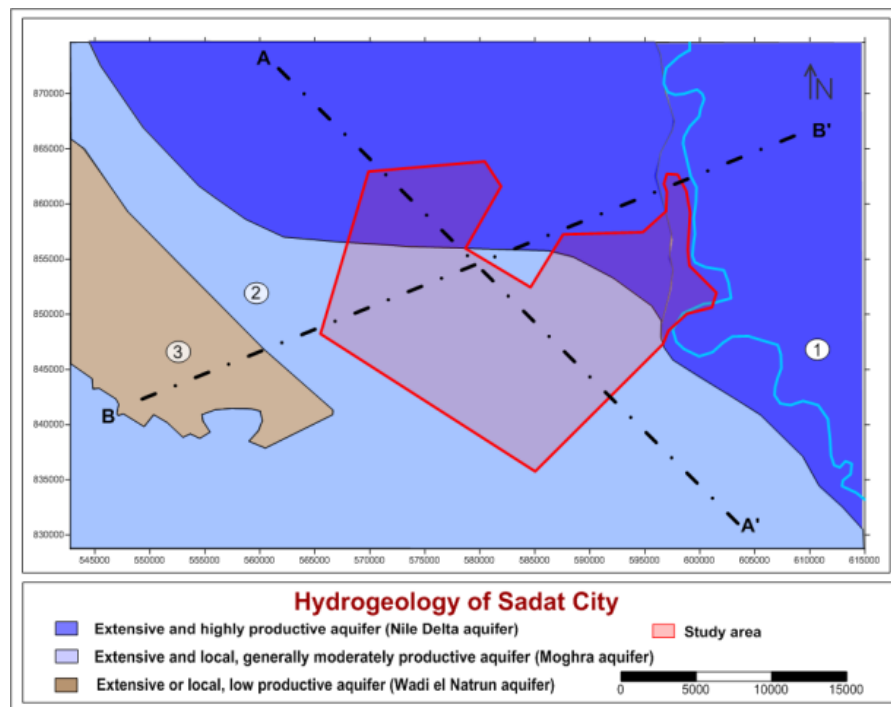 A
N
B'
870000
865000
860000
855000
850000
845000
840000
835000
830000
2
3
1
B
A'
545000 550000 555000 560000 565000 570000 575000 580000 585000 590000 595000 600000 605000 610000 615000
Hydrogeology of Sadat City
Extensive and highly productive aquifer (Nile Delta aquifer)
Study area
Extensive and local, generally moderately productive aquifer (Moghra aquifer)
Extensive or local, low productive aquifer (Wadi el Natrun aquifer)
0 5000 10000 15000